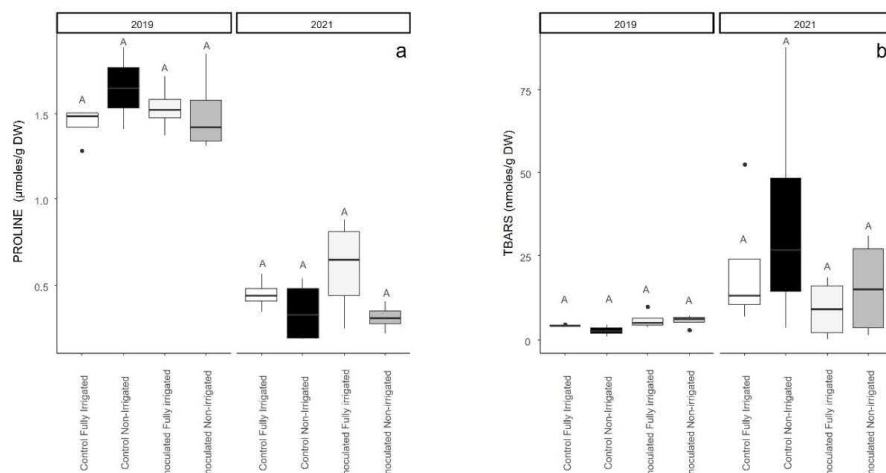 2019
2021
a
A
A
A
A
A
A
A
A
PROLINE (µmoles/g DW)
1.5
1.0
0.5
Control Fully Irrigated
Control Non-Irrigated
noculated Fully irrigated
noculated Non-irrigated
Control Fully Irrigated
Control Non-Irrigated
noculated Fully irrigated
noculated Non-irrigated
2019
2021
b
A
A
A
A
A
A
A
A
TBARS (nmoles/g DW)
75
50
25
0
Control Fully Irrigated
Control Non-Irrigated
noculated Fully irrigated
noculated Non-irrigated
Control Fully Irrigated
Control Non-Irrigated
noculated Fully irrigated
noculated Non-irrigated